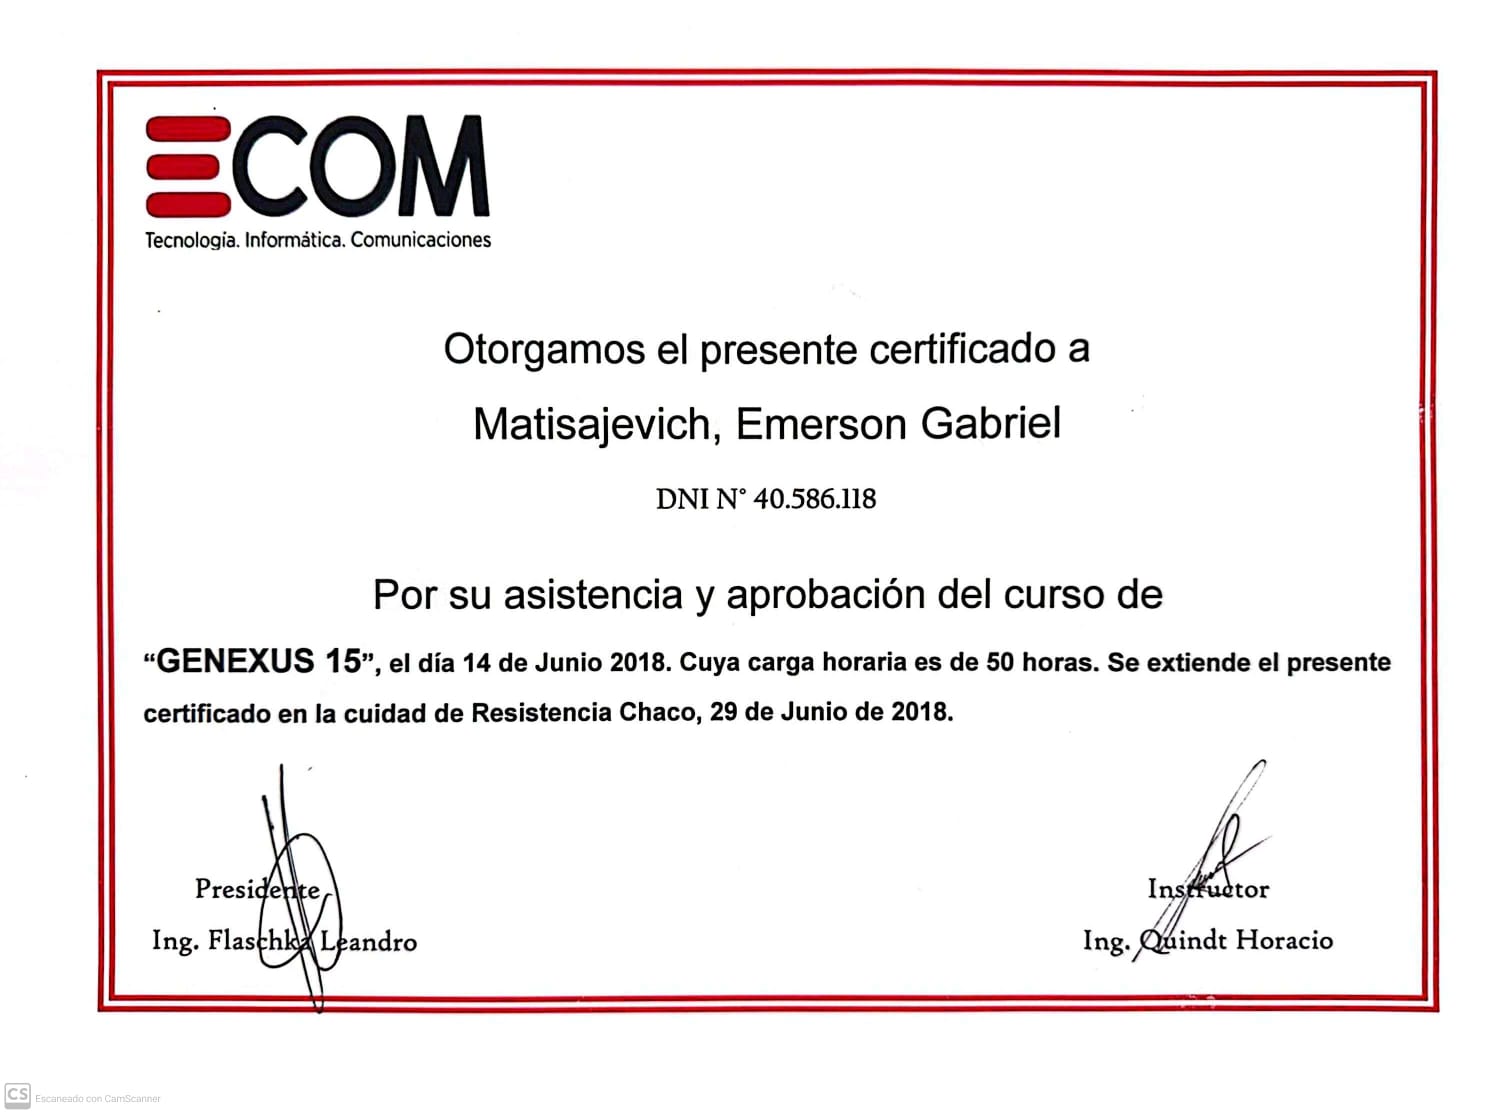 ECOM
Tecnología. Informática. Comunicaciones
Otorgamos el presente certificado a
Matisajevich, Emerson Gabriel
DNI N° 40.586.118
Por su asistencia y aprobación del curso de
“GENEXUS 15”, el día 14 de Junio 2018. Cuya carga horaria es de 50 horas. Se extiende el presente
certificado en la cuidad de Resistencia Chaco, 29 de Junio de 2018.
Presidente
Ing. Flaschka Leandro
Instructor
Ing. Quindt Horacio
CS Escaneado con CamScanner